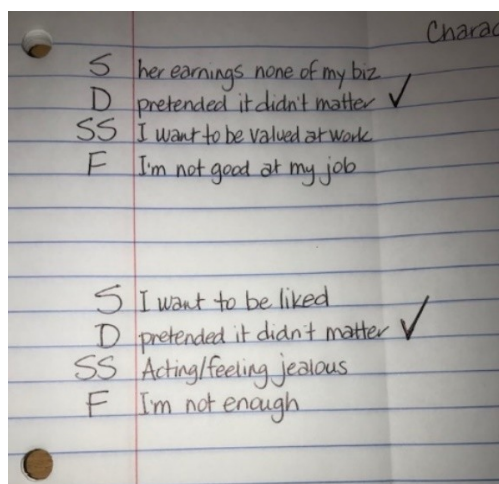 Charac
S her earnings none of my biz
D pretended it didn't matter ✓
SS I want to be valued at work
F I'm not good at my job
S I want to be liked
D pretended it didn't matter ✓
SS Acting/feeling jealous
F I'm not enough